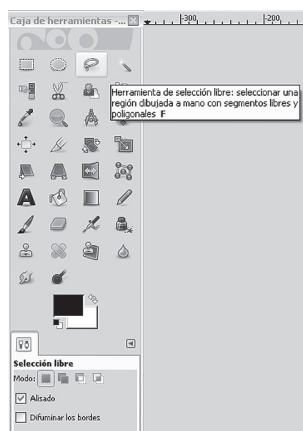 Caja de herramientas -...
-300
-200
Herramienta de selección libre: seleccionar una
región dibujada a mano con segmentos libres y
poligonales F
Selección libre
Modo:
Alisado
Difuminar los bordes